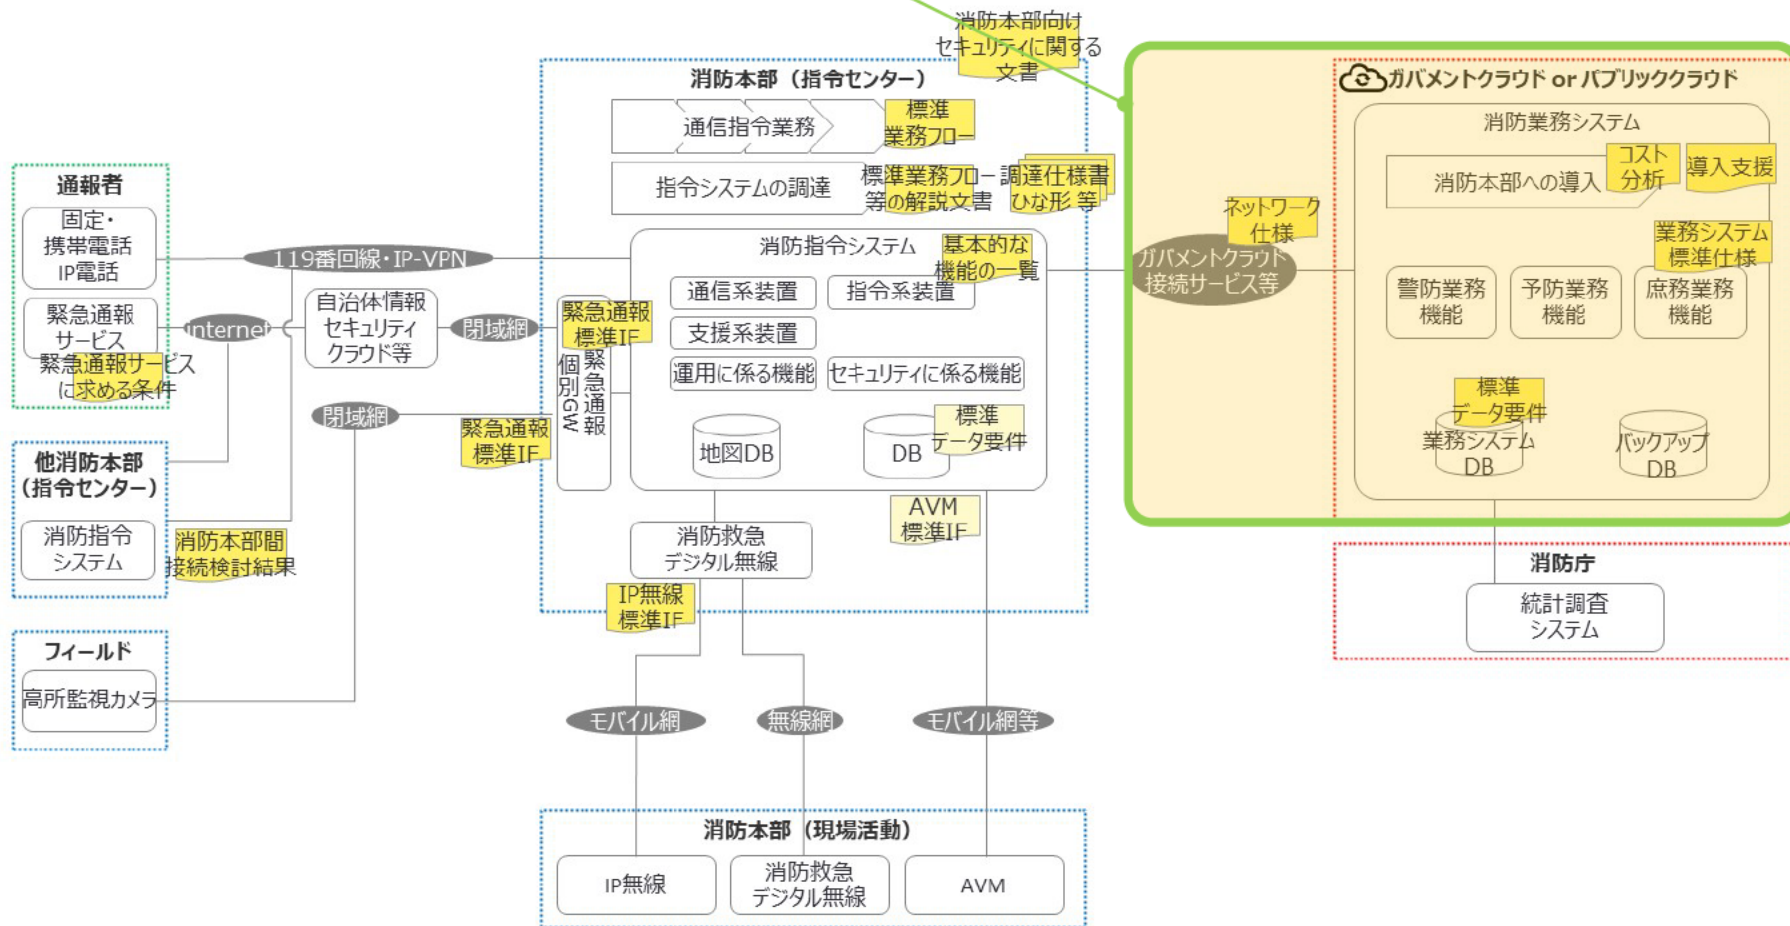 消防本部向け
セキュリティに関する
文書
消防本部（指令センター）
通信指令業務
標準
業務フロー
指令システムの調達
標準業務フロー
等の解説文書
調達仕様書
ひな形 等
消防指令システム
基本的な
機能の一覧
通信系装置
指令系装置
支援系装置
運用に係る機能
セキュリティに係る機能
地図DB
DB
標準
データ要件
緊急通報
標準IF
緊急通報
個別GW
緊急通報
標準IF
AVM
標準IF
消防救急
デジタル無線
IP無線
標準IF
通報者
固定・
携帯電話
IP電話
緊急通報
サービス
緊急通報サービス
に求める条件
119番回線・IP-VPN
internet
自治体情報
セキュリティ
クラウド等
閉域網
閉域網
他消防本部
（指令センター）
消防指令
システム
消防本部間
接続検討結果
フィールド
高所監視カメラ
モバイル網
無線網
モバイル網等
消防本部（現場活動）
IP無線
消防救急
デジタル無線
AVM
ネットワーク
仕様
ガバメントクラウド
接続サービス等
ガバメントクラウド or パブリッククラウド
消防業務システム
消防本部への導入
コスト
分析
導入支援
業務システム
標準仕様
警防業務
機能
予防業務
機能
庶務業務
機能
標準
データ要件
業務システム
DB
バックアップ
DB
消防庁
統計調査
システム